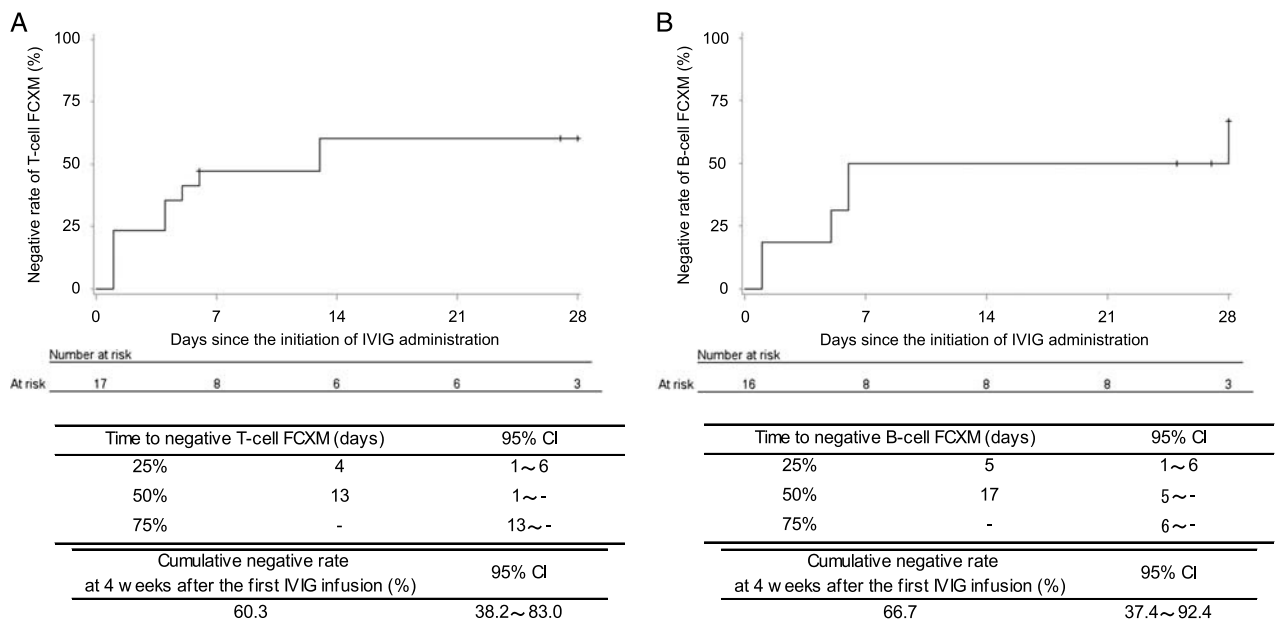 A
Negative rate of T-cell FCXM (%)
100
75
50
25
0
0 7 14 21 28
Days since the initiation of IVIG administration
Number at risk
At risk 17 8 6 6 3
Time to negative T-cell FCXM (days) 95% CI
25% 4 1～6
50% 13 1～-
75% - 13～-
Cumulative negative rate
at 4 weeks after the first IVIG infusion (%) 95% CI
60.3 38.2～83.0
B
Negative rate of B-cell FCXM (%)
100
75
50
25
0
0 7 14 21 28
Days since the initiation of IVIG administration
Number at risk
At risk 16 8 8 8 3
Time to negative B-cell FCXM (days) 95% CI
25% 5 1～6
50% 17 5～-
75% - 6～-
Cumulative negative rate
at 4 weeks after the first IVIG infusion (%) 95% CI
66.7 37.4～92.4